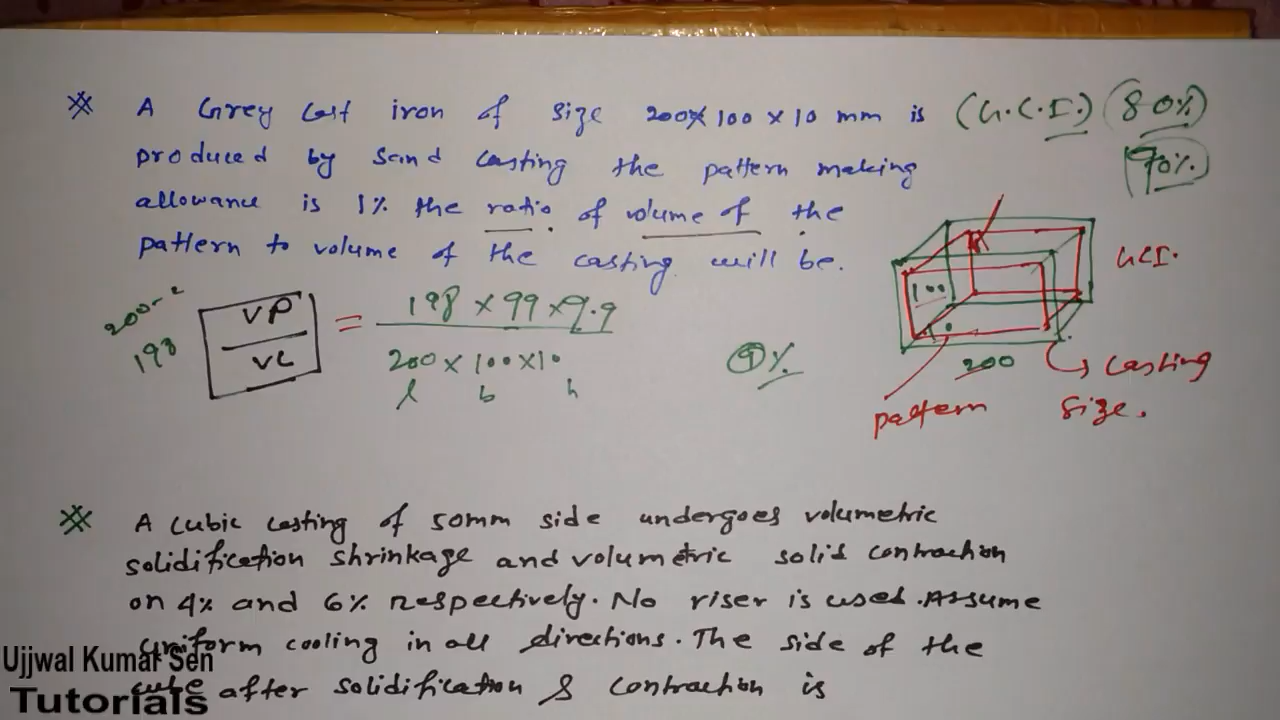 A Grey Cast iron of size 200 x 100 x 10 mm is (G.C.I.) 80%
produced by Sand Casting the pattern making 90%
allowance is 1% the ratio of volume of the
pattern to volume of the casting will be.
GCI.
100
200-2
198
VP
VC
= 198 x 99 x 9.9
200 x 100 x 10
l b h
200
casting
pattern size.
A Cubic casting of 50mm side undergoes volumetric
solidification shrinkage and volumetric solid contraction
on 4% and 6% respectively. No riser is used. Assume
uniform cooling in all directions. The side of the
cube after solidification & contraction is
Ujjwal Kumar Sen
Tutorials